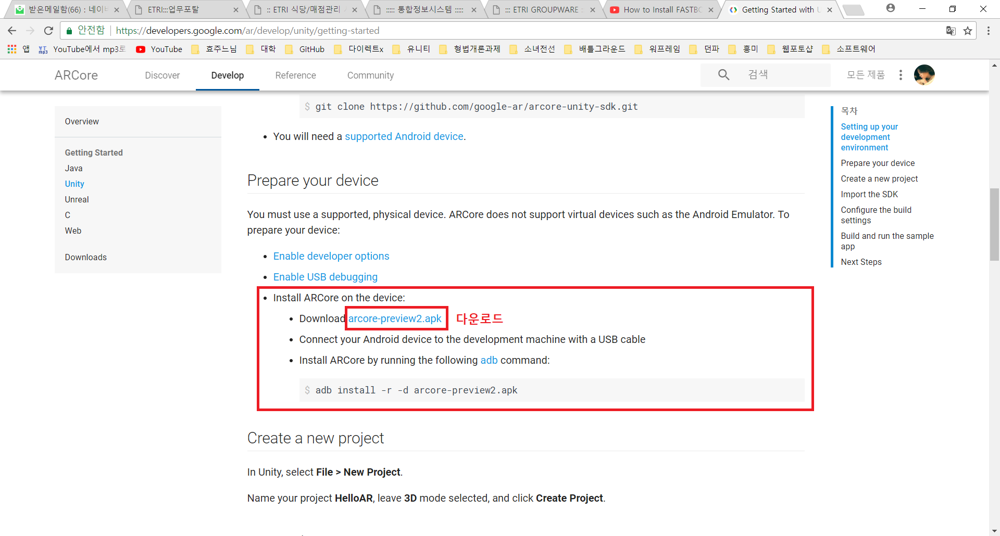 받은메일함(66) : 네이버
ETRI:::업무포탈
:: ETRI 식당/매점관리
::::: 통합정보시스템 :::::
::: ETRI GROUPWARE ::
How to Install FASTBO
Getting Started with U
안전함
https://developers.google.com/ar/develop/unity/getting-started
앱
YT mp3
YouTube에서 mp3로
YouTube
효주느님
대학
GitHub
다이렉트x
유니티
형법개론과제
소녀전선
배틀그라운드
워프레임
던파
흥미
웹포토샵
소프트웨어
ARCore
Discover
Develop
Reference
Community
검색
모든 제품
Overview
Getting Started
Java
Unity
Unreal
C
Web
Downloads
$ git clone https://github.com/google-ar/arcore-unity-sdk.git
• You will need a supported Android device.
Prepare your device
You must use a supported, physical device. ARCore does not support virtual devices such as the Android Emulator. To
prepare your device:
• Enable developer options
• Enable USB debugging
• Install ARCore on the device:
• Download arcore-preview2.apk 다운로드
• Connect your Android device to the development machine with a USB cable
• Install ARCore by running the following adb command:
$ adb install -r -d arcore-preview2.apk
Create a new project
In Unity, select File > New Project.
Name your project HelloAR, leave 3D mode selected, and click Create Project.
목차
Setting up your
development
environment
Prepare your device
Create a new project
Import the SDK
Configure the build
settings
Build and run the sample
app
Next Steps